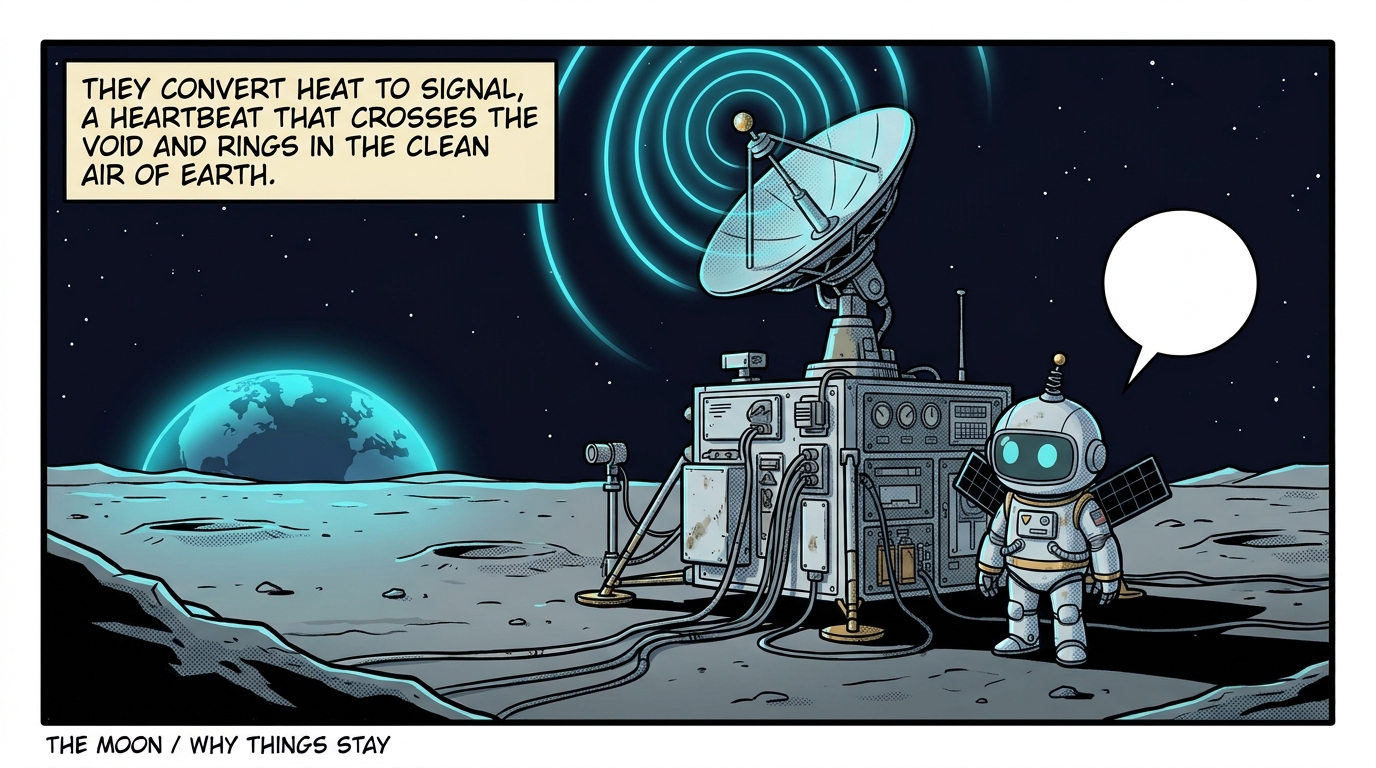 THEY CONVERT HEAT TO SIGNAL,
A HEARTBEAT THAT CROSSES THE
VOID AND RINGS IN THE CLEAN
AIR OF EARTH.
THE MOON / WHY THINGS STAY